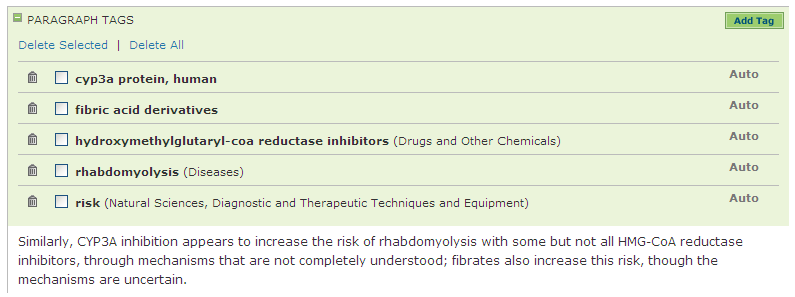 PARAGRAPH TAGS
Add Tag
Delete Selected | Delete All
cyp3a protein, human Auto
fibric acid derivatives Auto
hydroxymethylglutaryl-coa reductase inhibitors (Drugs and Other Chemicals) Auto
rhabdomyolysis (Diseases) Auto
risk (Natural Sciences, Diagnostic and Therapeutic Techniques and Equipment) Auto
Similarly, CYP3A inhibition appears to increase the risk of rhabdomyolysis with some but not all HMG-CoA reductase
inhibitors, through mechanisms that are not completely understood; fibrates also increase this risk, though the
mechanisms are uncertain.